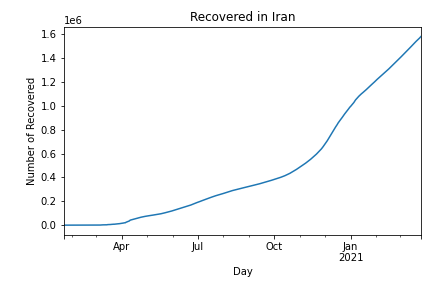 Recovered in Iran
1e6
1.6
1.4
1.2
1.0
0.8
0.6
0.4
0.2
0.0
Number of Recovered
Apr
Jul
Oct
Jan
2021
Day